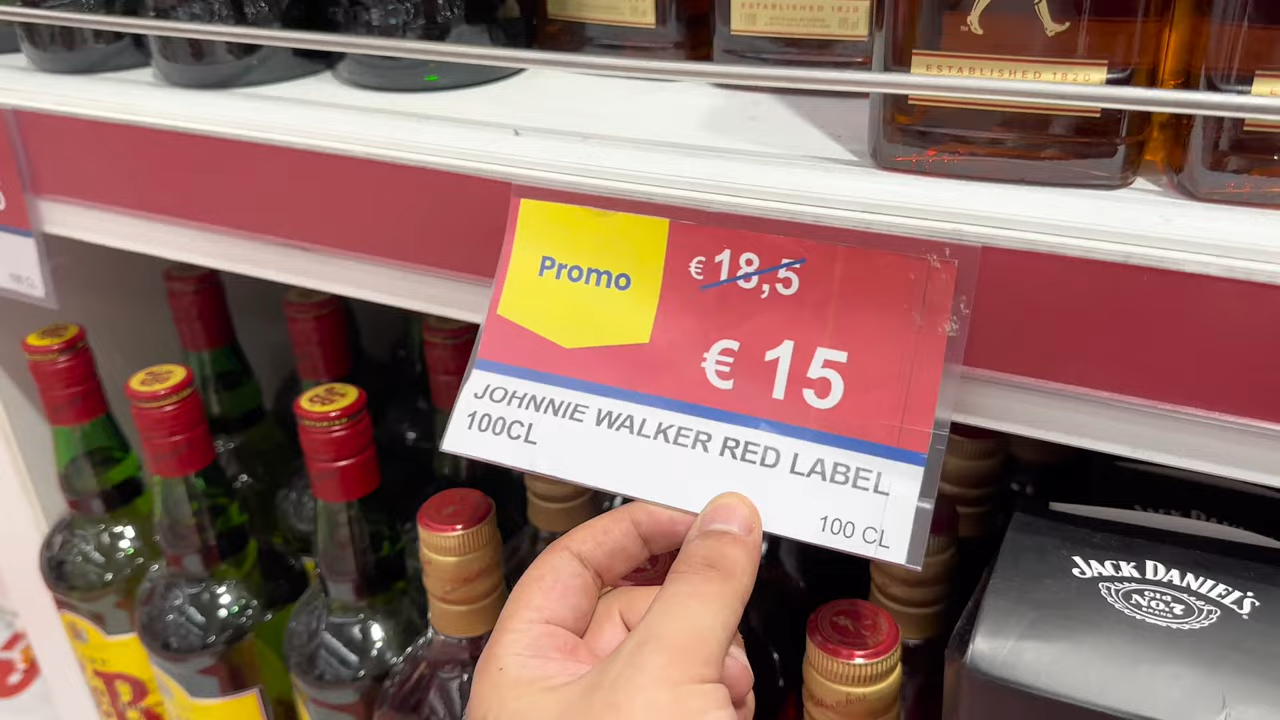 ESTABLISHED 1820
ESTABLISHED 1820
Promo
€ 18,5
€ 15
JOHNNIE WALKER RED LABEL
100CL
100 CL
JACK DANIEL'S
Old
No.7
BRAND